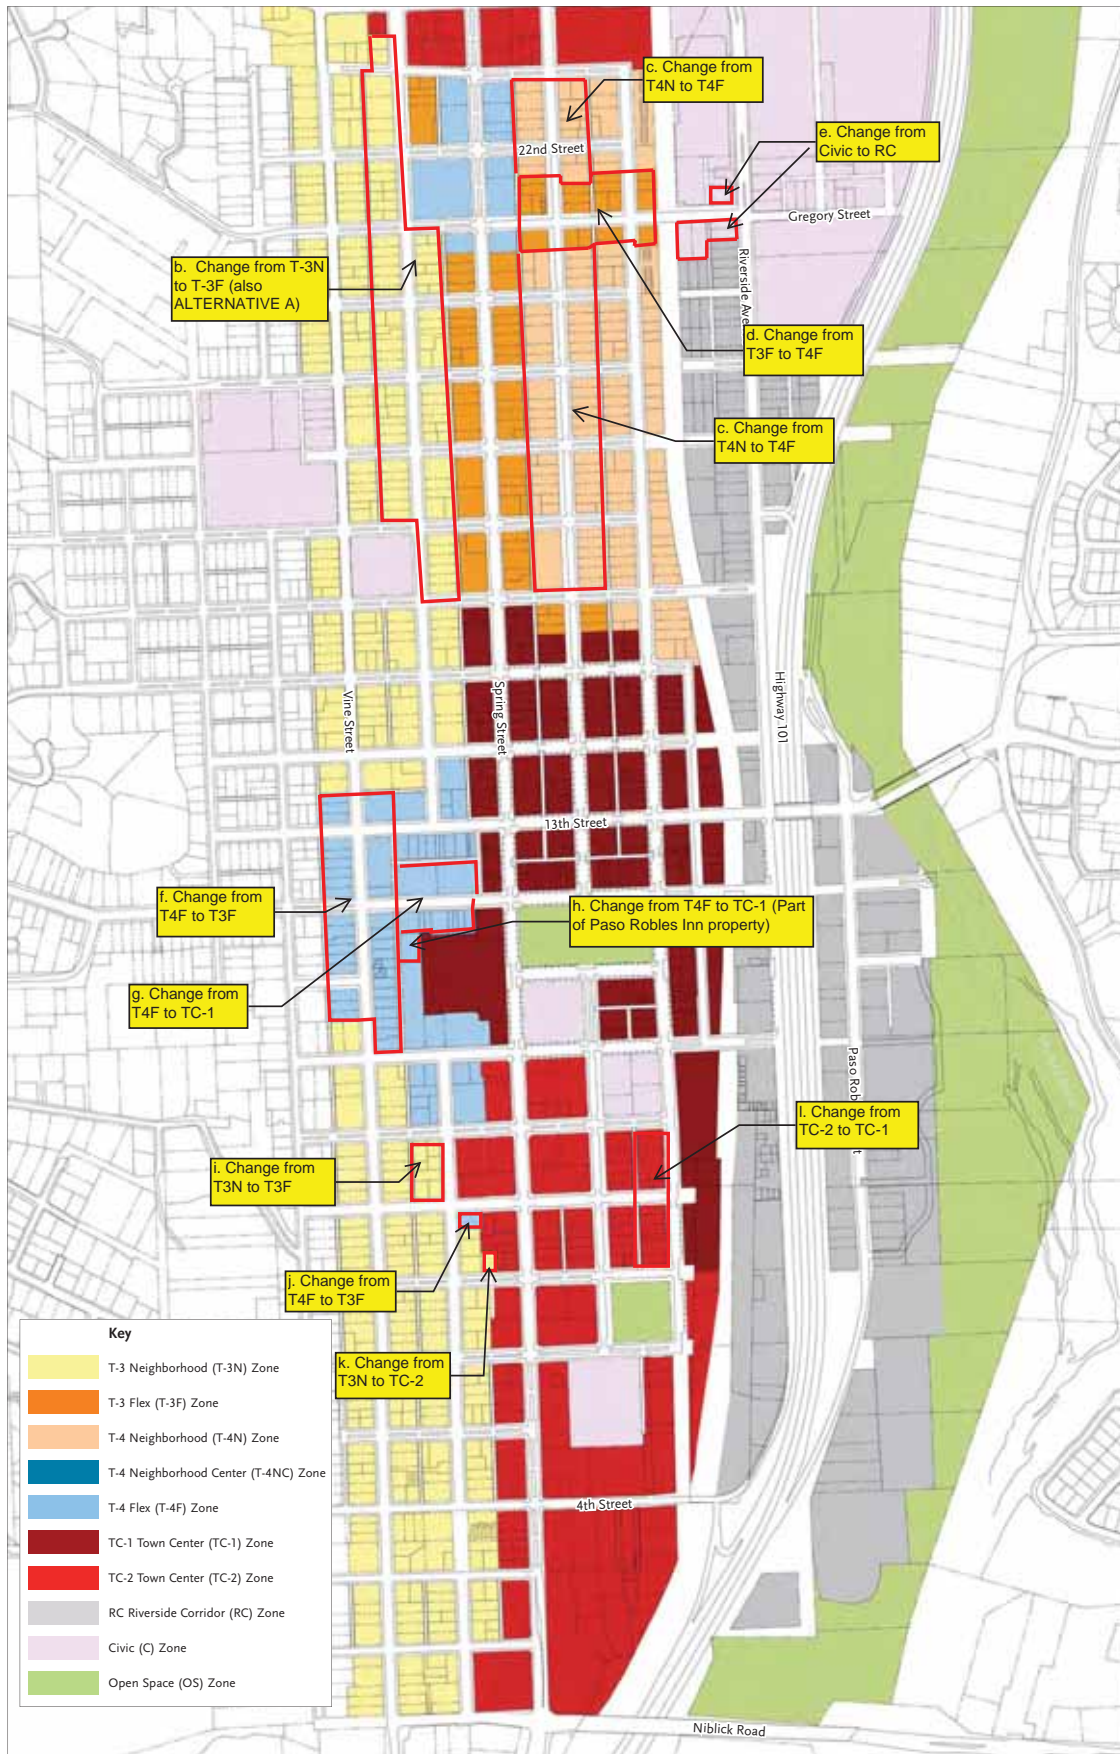 c. Change from
T4N to T4F
22nd Street
e. Change from
Civic to RC
Gregory Street
b. Change from T-3N
to T-3F (also
ALTERNATIVE A)
Riverside Ave
d. Change from
T3F to T4F
c. Change from
T4N to T4F
Vine Street
Spring Street
Highway 101
13th Street
f. Change from
T4F to T3F
h. Change from T4F to TC-1 (Part
of Paso Robles Inn property)
g. Change from
T4F to TC-1
Paso Rob
t
l. Change from
TC-2 to TC-1
i. Change from
T3N to T3F
j. Change from
T4F to T3F
k. Change from
T3N to TC-2
Key
T-3 Neighborhood (T-3N) Zone
T-3 Flex (T-3F) Zone
T-4 Neighborhood (T-4N) Zone
T-4 Neighborhood Center (T-4NC) Zone
T-4 Flex (T-4F) Zone
TC-1 Town Center (TC-1) Zone
TC-2 Town Center (TC-2) Zone
RC Riverside Corridor (RC) Zone
Civic (C) Zone
Open Space (OS) Zone
4th Street
Niblick Road